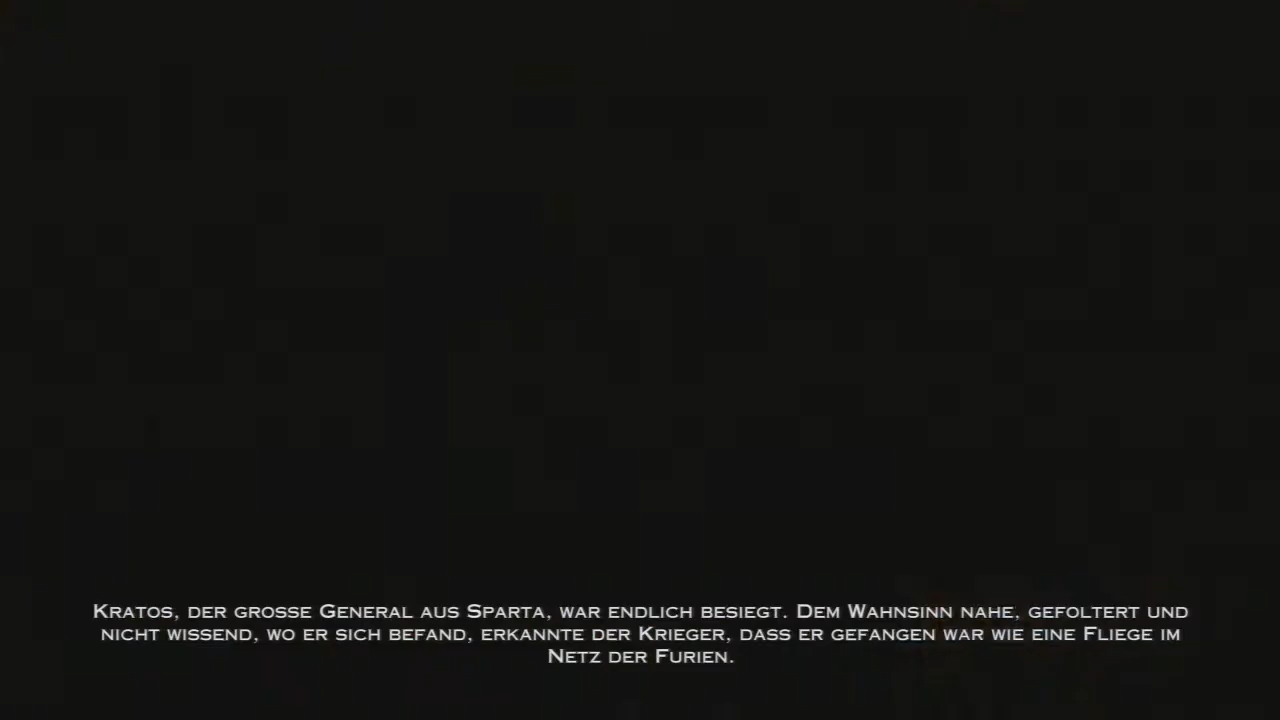 Kratos, der grosse General aus Sparta, war endlich besiegt. Dem Wahnsinn nahe, gefoltert und
nicht wissend, wo er sich befand, erkannte der Krieger, dass er gefangen war wie eine Fliege im
Netz der Furien.